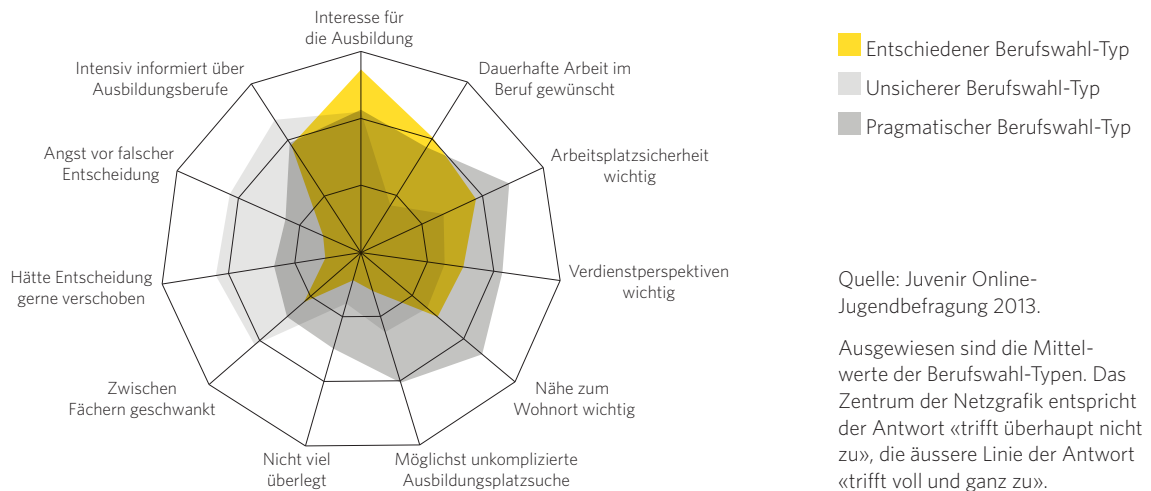 Interesse für
die Ausbildung
Dauerhafte Arbeit im
Beruf gewünscht
Arbeitsplatzsicherheit
wichtig
Verdienstperspektiven
wichtig
Nähe zum
Wohnort wichtig
Möglichst unkomplizierte
Ausbildungsplatzsuche
Nicht viel
überlegt
Zwischen
Fächern geschwankt
Hätte Entscheidung
gerne verschoben
Angst vor falscher
Entscheidung
Intensiv informiert über
Ausbildungsberufe
Entschiedener Berufswahl-Typ
Unsicherer Berufswahl-Typ
Pragmatischer Berufswahl-Typ
Quelle: Juvenir Online-
Jugendbefragung 2013.
Ausgewiesen sind die Mittel-
werte der Berufswahl-Typen. Das
Zentrum der Netzgrafik entspricht
der Antwort «trifft überhaupt nicht
zu», die äussere Linie der Antwort
«trifft voll und ganz zu».